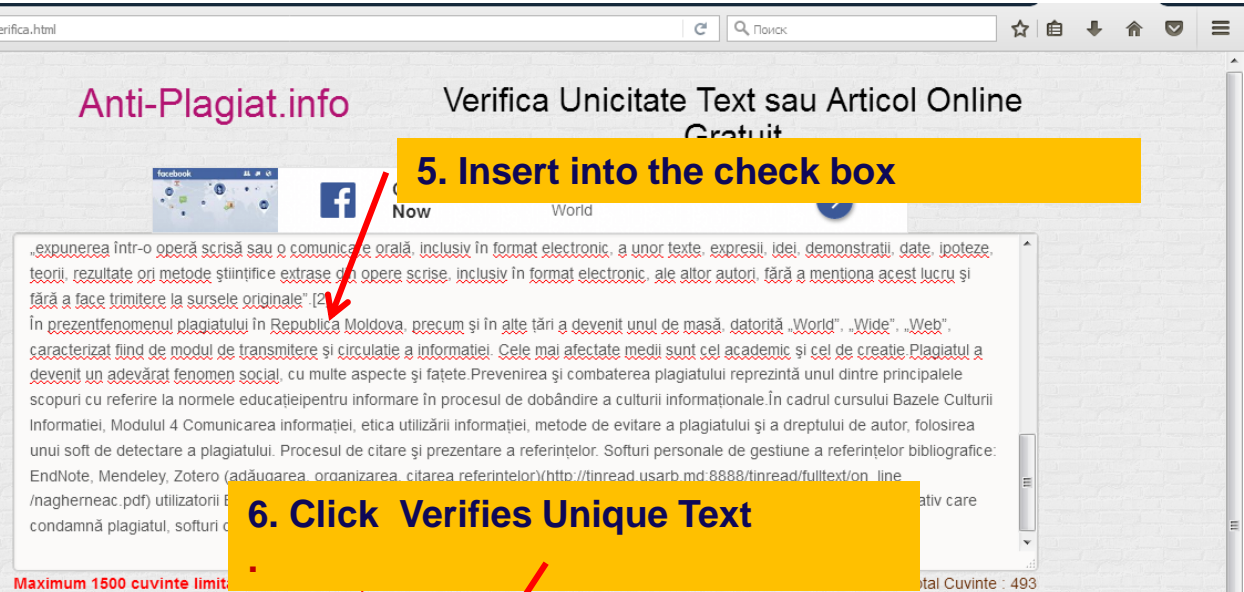 erifica.html
Поиск
Anti-Plagiat.info
Verifica Unicitate Text sau Articol Online
Gratuit
5. Insert into the check box
facebook
Now
World
„expunerea într-o operă scrisă sau o comunicare orală, inclusiv în format electronic, a unor texte, expresii, idei, demonstrații, date, ipoteze,
teorii, rezultate ori metode științifice extrase din opere scrise, inclusiv în format electronic, ale altor autori, fără a menționa acest lucru și
fără a face trimitere la sursele originale”.[2
În prezentfenomenul plagiatului în Republica Moldova, precum și în alte țări a devenit unul de masă, datorită „World”, „Wide”, „Web”,
caracterizat fiind de modul de transmitere și circulatie a informatiei. Cele mai afectate medii sunt cel academic și cel de creatie.Plagiatul a
devenit un adevărat fenomen social, cu multe aspecte și fațete.Prevenirea și combaterea plagiatului reprezintă unul dintre principalele
scopuri cu referire la normele educațieipentru informare în procesul de dobândire a culturii informaționale.În cadrul cursului Bazele Culturii
Informatiei, Modulul 4 Comunicarea informației, etica utilizării informației, metode de evitare a plagiatului și a dreptului de autor, folosirea
unui soft de detectare a plagiatului. Procesul de citare și prezentare a referințelor. Softuri personale de gestiune a referințelor bibliografice:
EndNote, Mendeley, Zotero (adăugarea, organizarea, citarea referintelor)(http://tinread.usarb.md:8888/tinread/fulltext/on_line
/nagherneac.pdf) utilizatorii ativ care
condamnă plagiatul, softuri
6. Click Verifies Unique Text
.
Maximum 1500 cuvinte otal Cuvinte : 493